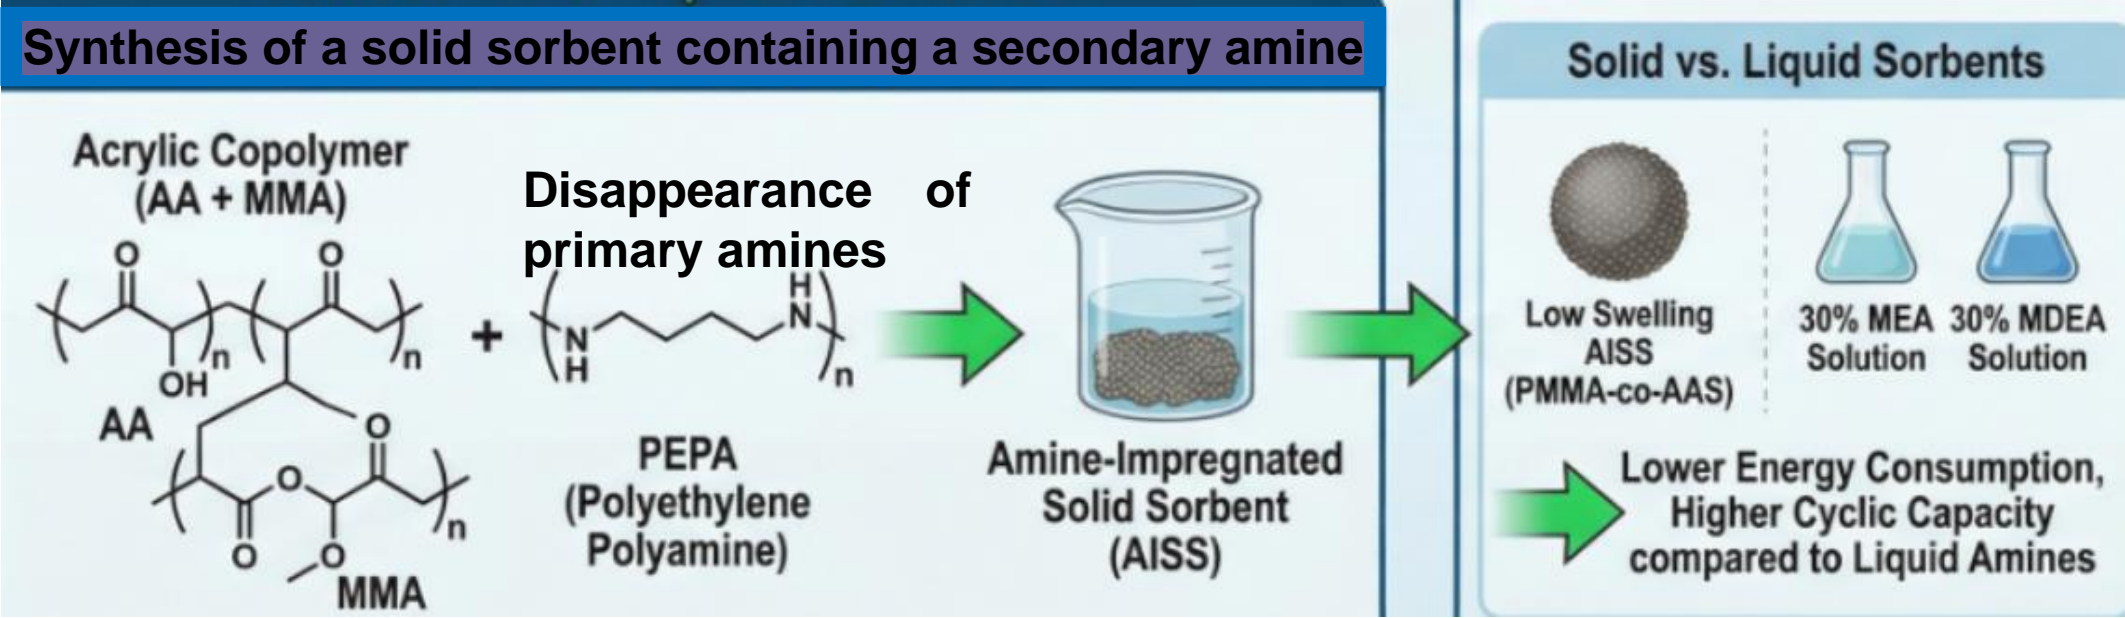 Synthesis of a solid sorbent containing a secondary amine
Acrylic Copolymer
(AA + MMA)
O
O
n
n
OH
AA
O
O
O
O
n
MMA
+
Disappearance of
primary amines
H
N
N
H
n
PEPA
(Polyethylene
Polyamine)
Amine-Impregnated
Solid Sorbent
(AISS)
Solid vs. Liquid Sorbents
Low Swelling
AISS
(PMMA-co-AAS)
30% MEA
Solution
30% MDEA
Solution
Lower Energy Consumption,
Higher Cyclic Capacity
compared to Liquid Amines